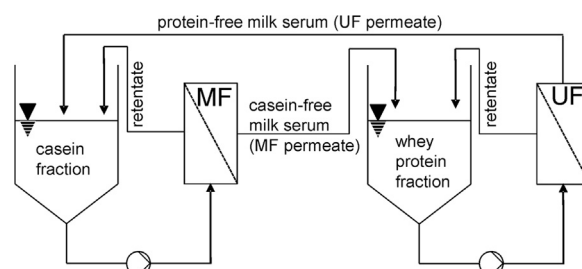 protein-free milk serum (UF permeate)
retentate
MF
casein-free
milk serum
(MF permeate)
retentate
UF
casein
fraction
whey
protein
fraction